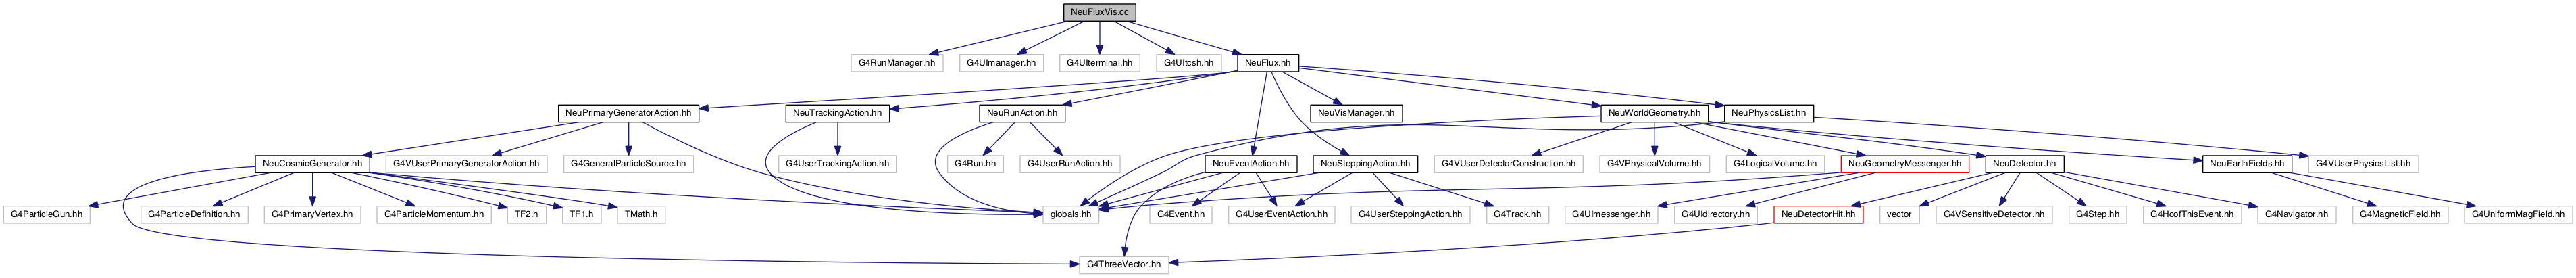 NeuFluxVis.cc
G4RunManager.hh
G4UImanager.hh
G4UIterminal.hh
G4UItcsh.hh
NeuFlux.hh
NeuPrimaryGeneratorAction.hh
NeuTrackingAction.hh
NeuRunAction.hh
NeuVisManager.hh
NeuWorldGeometry.hh
NeuPhysicsList.hh
NeuCosmicGenerator.hh
G4VUserPrimaryGeneratorAction.hh
G4GeneralParticleSource.hh
G4UserTrackingAction.hh
G4Run.hh
G4UserRunAction.hh
NeuEventAction.hh
NeuSteppingAction.hh
G4VUserDetectorConstruction.hh
G4VPhysicalVolume.hh
G4LogicalVolume.hh
NeuGeometryMessenger.hh
NeuDetector.hh
NeuEarthFields.hh
G4VUserPhysicsList.hh
G4ParticleGun.hh
G4ParticleDefinition.hh
G4PrimaryVertex.hh
G4ParticleMomentum.hh
TF2.h
TF1.h
TMath.h
globals.hh
G4Event.hh
G4UserEventAction.hh
G4UserSteppingAction.hh
G4Track.hh
G4UImessenger.hh
G4UIdirectory.hh
NeuDetectorHit.hh
vector
G4VSensitiveDetector.hh
G4Step.hh
G4HCofThisEvent.hh
G4Navigator.hh
G4MagneticField.hh
G4UniformMagField.hh
G4ThreeVector.hh